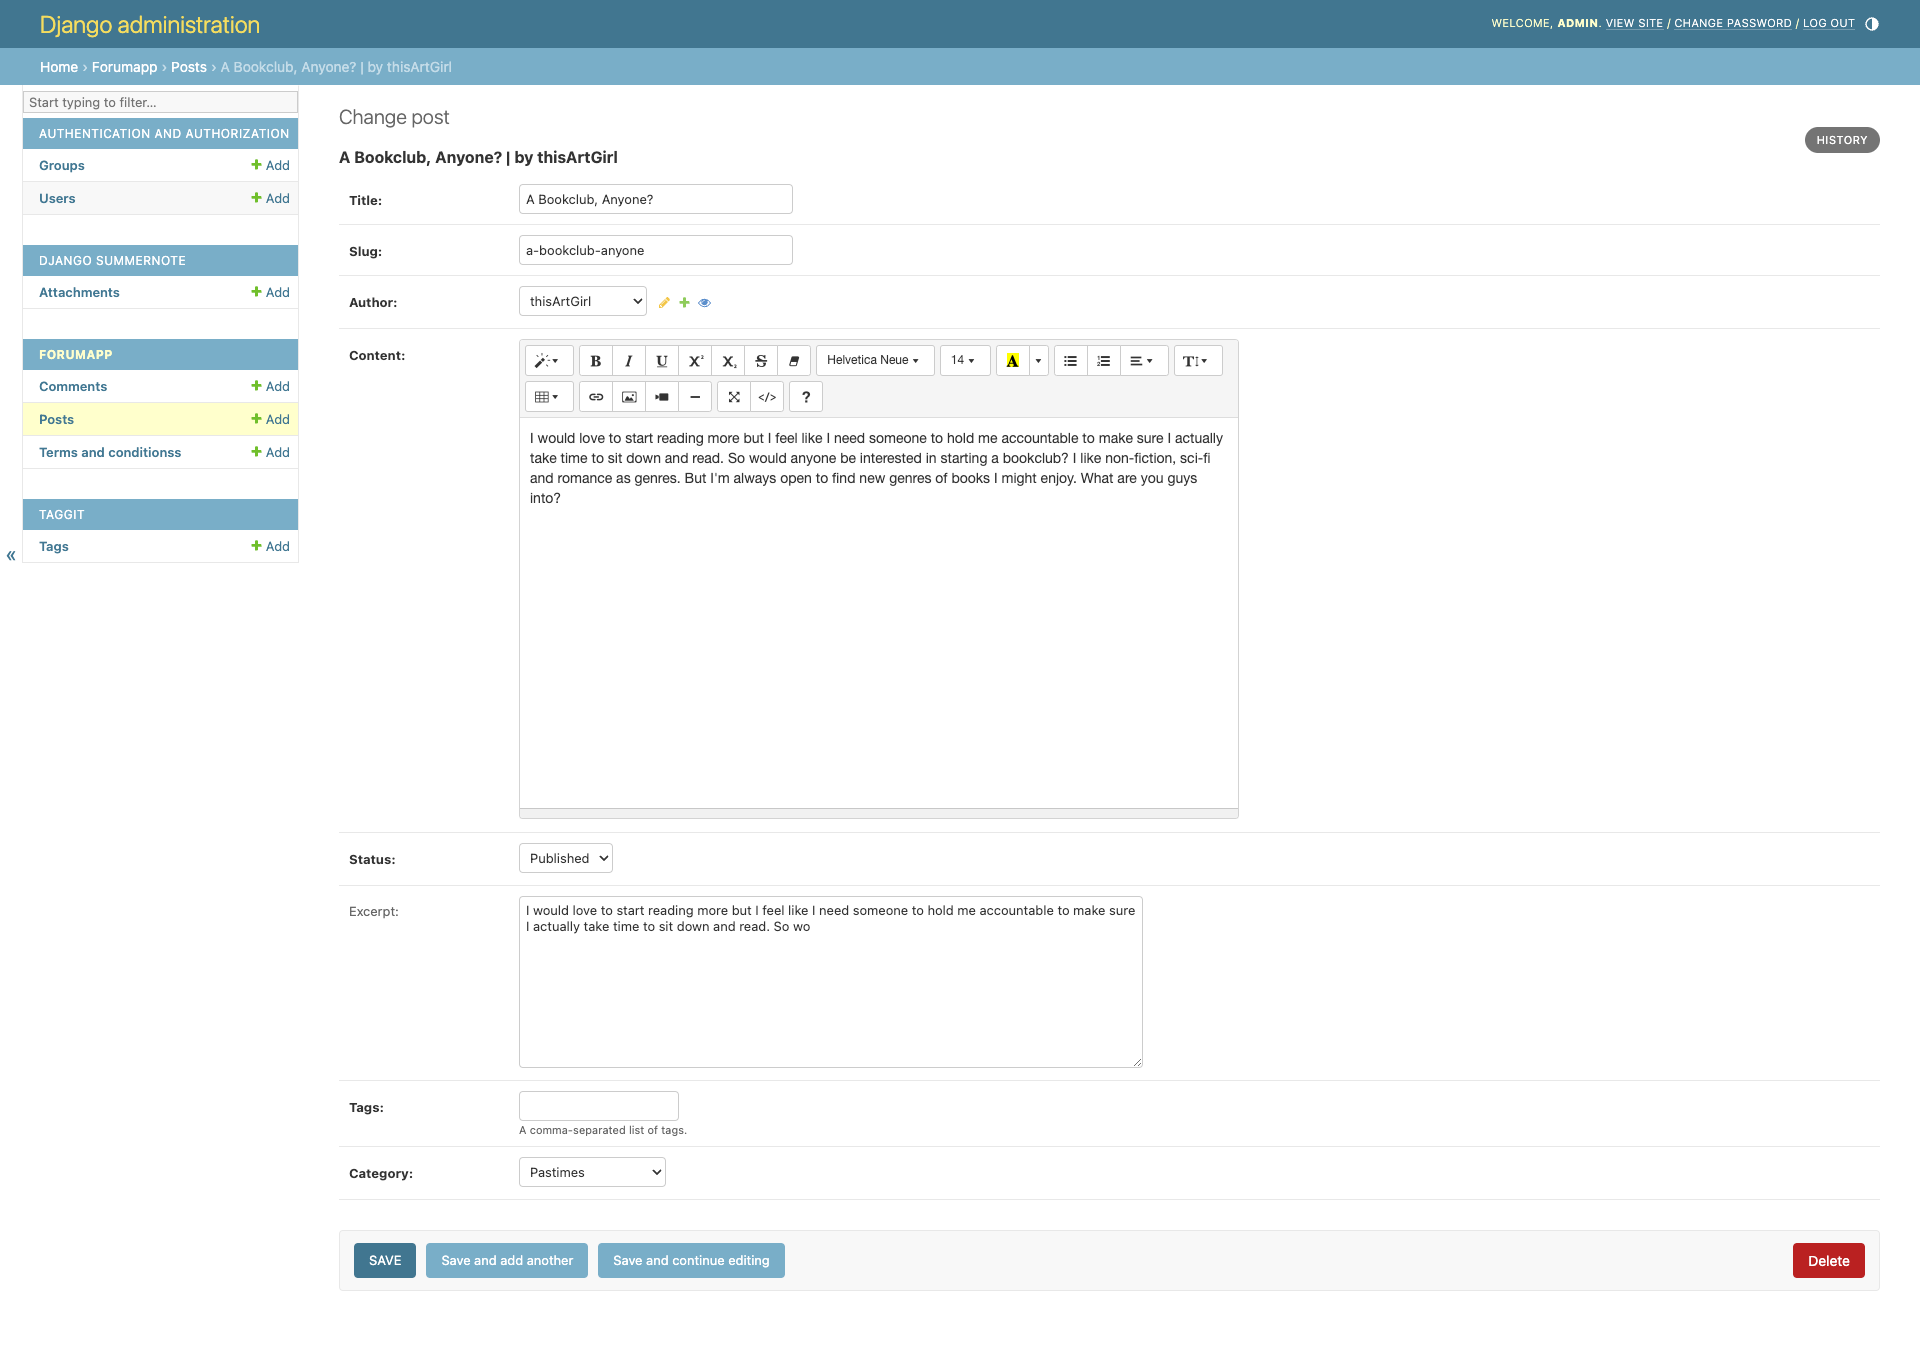 Django administration
WELCOME, ADMIN. VIEW SITE / CHANGE PASSWORD / LOG OUT
Home › Forumapp › Posts › A Bookclub, Anyone? | by thisArtGirl
Start typing to filter...
AUTHENTICATION AND AUTHORIZATION
Groups + Add
Users + Add
DJANGO SUMMERNOTE
Attachments + Add
FORUMAPP
Comments + Add
Posts + Add
Terms and conditionss + Add
TAGGIT
Tags + Add
«
Change post
HISTORY
A Bookclub, Anyone? | by thisArtGirl
Title: A Bookclub, Anyone?
Slug: a-bookclub-anyone
Author: thisArtGirl
Content:
B I U X² X₂ S Helvetica Neue 14 A T
</> ?
I would love to start reading more but I feel like I need someone to hold me accountable to make sure I actually
take time to sit down and read. So would anyone be interested in starting a bookclub? I like non-fiction, sci-fi
and romance as genres. But I'm always open to find new genres of books I might enjoy. What are you guys
into?
Status: Published
Excerpt:
I would love to start reading more but I feel like I need someone to hold me accountable to make sure
I actually take time to sit down and read. So wo
Tags:
A comma-separated list of tags.
Category: Pastimes
SAVE
Save and add another
Save and continue editing
Delete